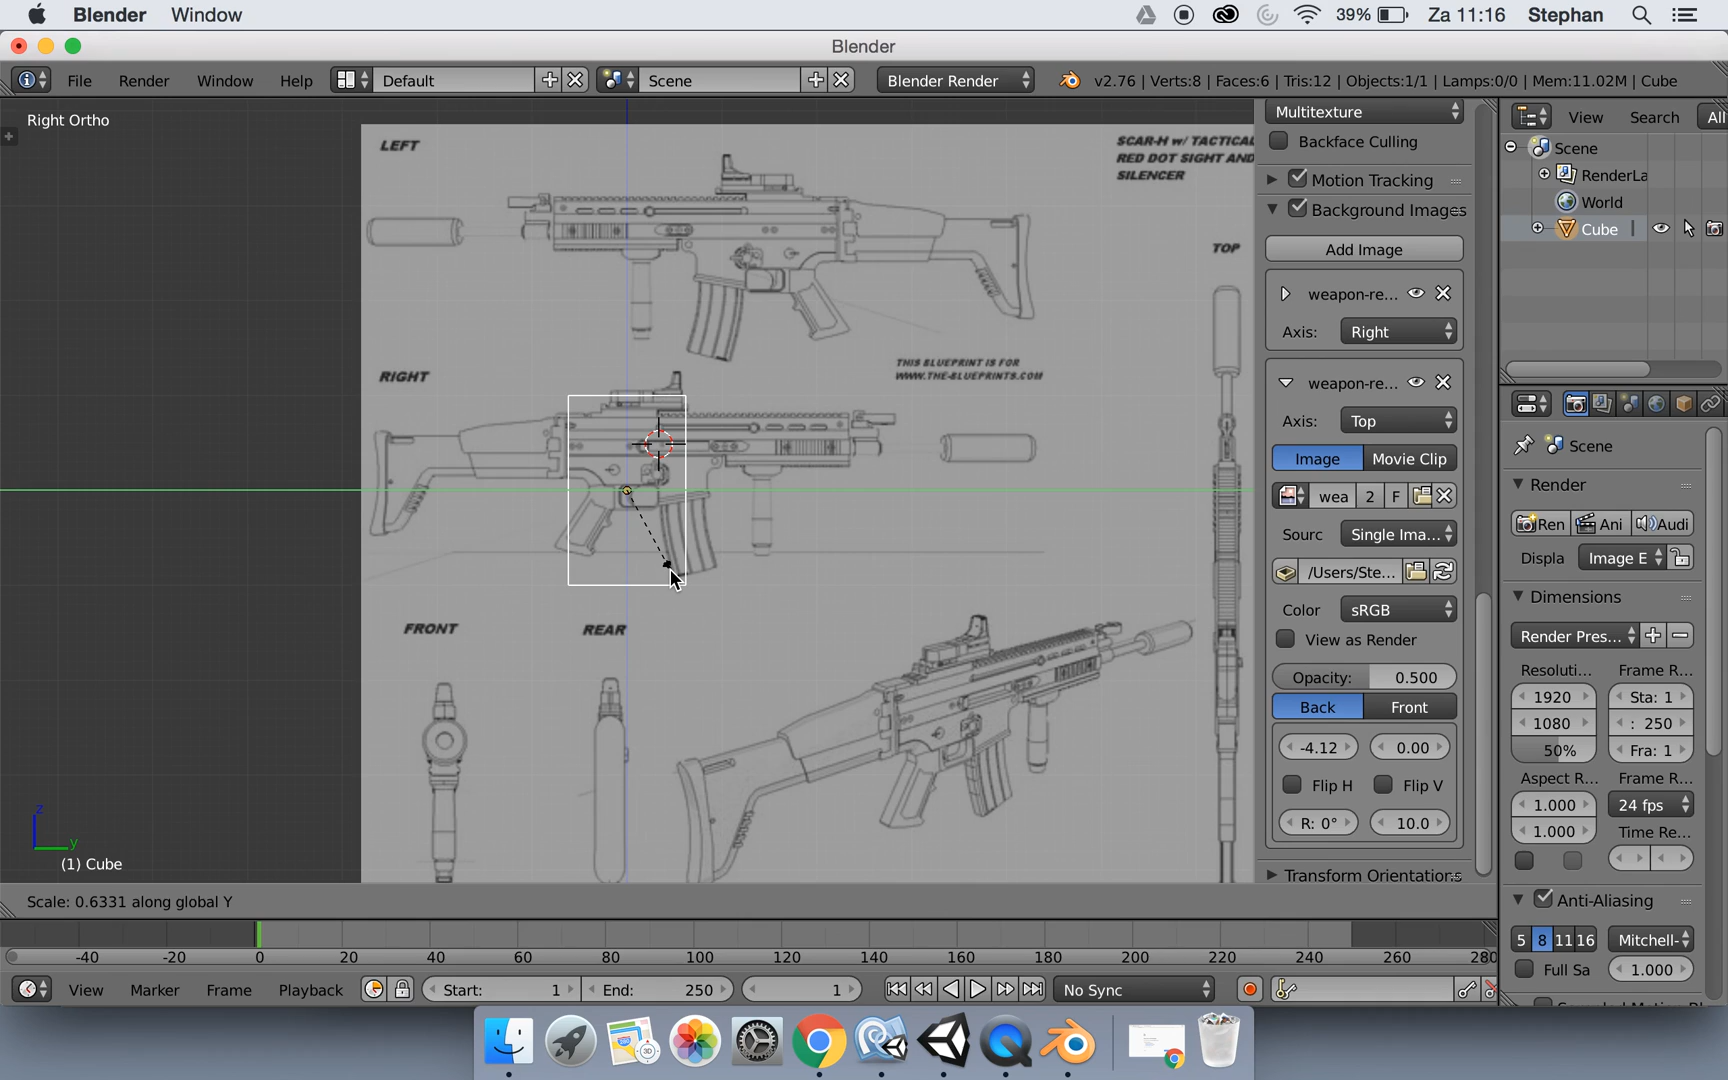 Blender Window
39% Za 11:16 Stephan
Blender
File Render Window Help Default Scene Blender Render v2.76 | Verts:8 | Faces:6 | Tris:12 | Objects:1/1 | Lamps:0/0 | Mem:11.02M | Cube
Right Ortho
LEFT
SCAR-H w/ TACTICAL
RED DOT SIGHT AND
SILENCER
TOP
RIGHT
THIS BLUEPRINT IS FOR
WWW.THE-BLUEPRINTS.COM
FRONT
REAR
z
y
(1) Cube
Scale: 0.6331 along global Y
Multitexture
Backface Culling
Motion Tracking
Background Images
Add Image
weapon-re...
Axis: Right
weapon-re...
Axis: Top
Image Movie Clip
wea 2 F
Sourc Single Ima...
/Users/Ste...
Color sRGB
View as Render
Opacity: 0.500
Back Front
-4.12 0.00
Flip H Flip V
R: 0° 10.0
Transform Orientations
View Search All
Scene
RenderLa
World
Cube
Scene
Render
Ren Ani Audi
Displa Image E
Dimensions
Render Pres...
Resoluti... Frame R...
1920 Sta: 1
1080 : 250
50% Fra: 1
Aspect R... Frame R...
1.000 24 fps
1.000 Time Re...
Anti-Aliasing
5 8 11 16 Mitchell-
Full Sa 1.000
-40 -20 0 20 40 60 80 100 120 140 160 180 200 220 240 260 280
View Marker Frame Playback Start: 1 End: 250 1 No Sync